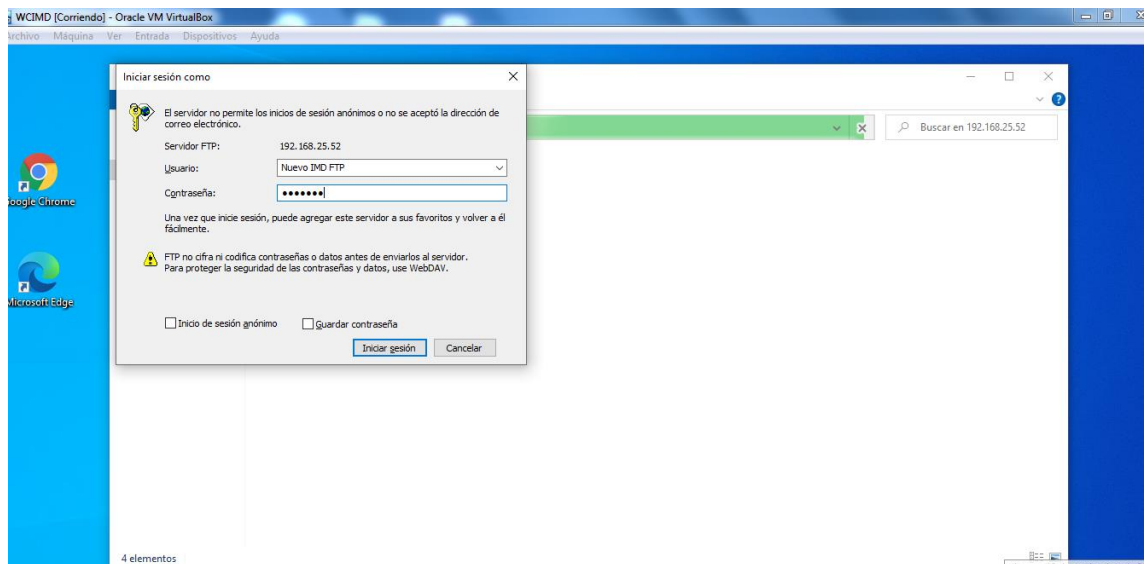 WCIMD [Corriendo] - Oracle VM VirtualBox
Archivo Máquina Ver Entrada Dispositivos Ayuda
Iniciar sesión como
El servidor no permite los inicios de sesión anónimos o no se aceptó la dirección de
correo electrónico.
Servidor FTP: 192.168.25.52
Usuario: Nuevo IMD FTP
Contraseña: •••••••
Una vez que inicie sesión, puede agregar este servidor a sus favoritos y volver a él
fácilmente.
FTP no cifra ni codifica contraseñas o datos antes de enviarlos al servidor.
Para proteger la seguridad de las contraseñas y datos, use WebDAV.
Inicio de sesión anónimo Guardar contraseña
Iniciar sesión Cancelar
Buscar en 192.168.25.52
Google Chrome
Microsoft Edge
4 elementos